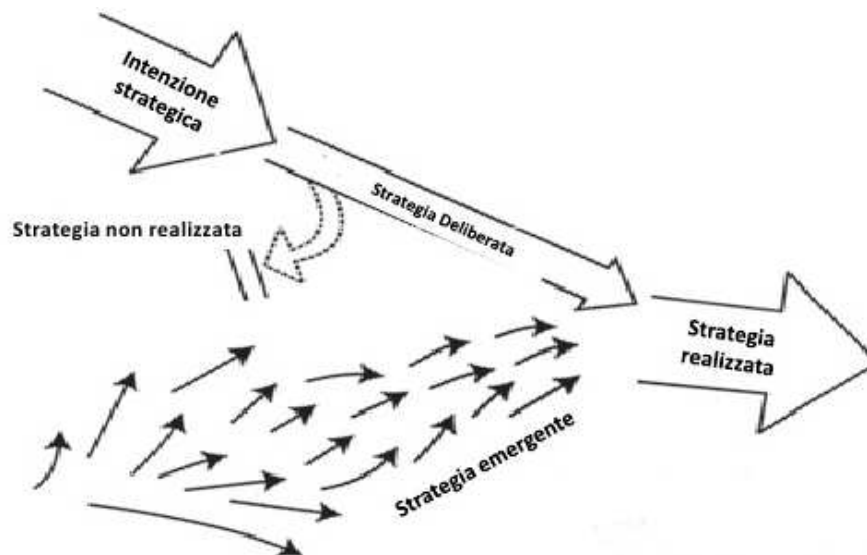 Intenzione
strategica
Strategia Deliberata
Strategia non realizzata
Strategia
realizzata
Strategia emergente